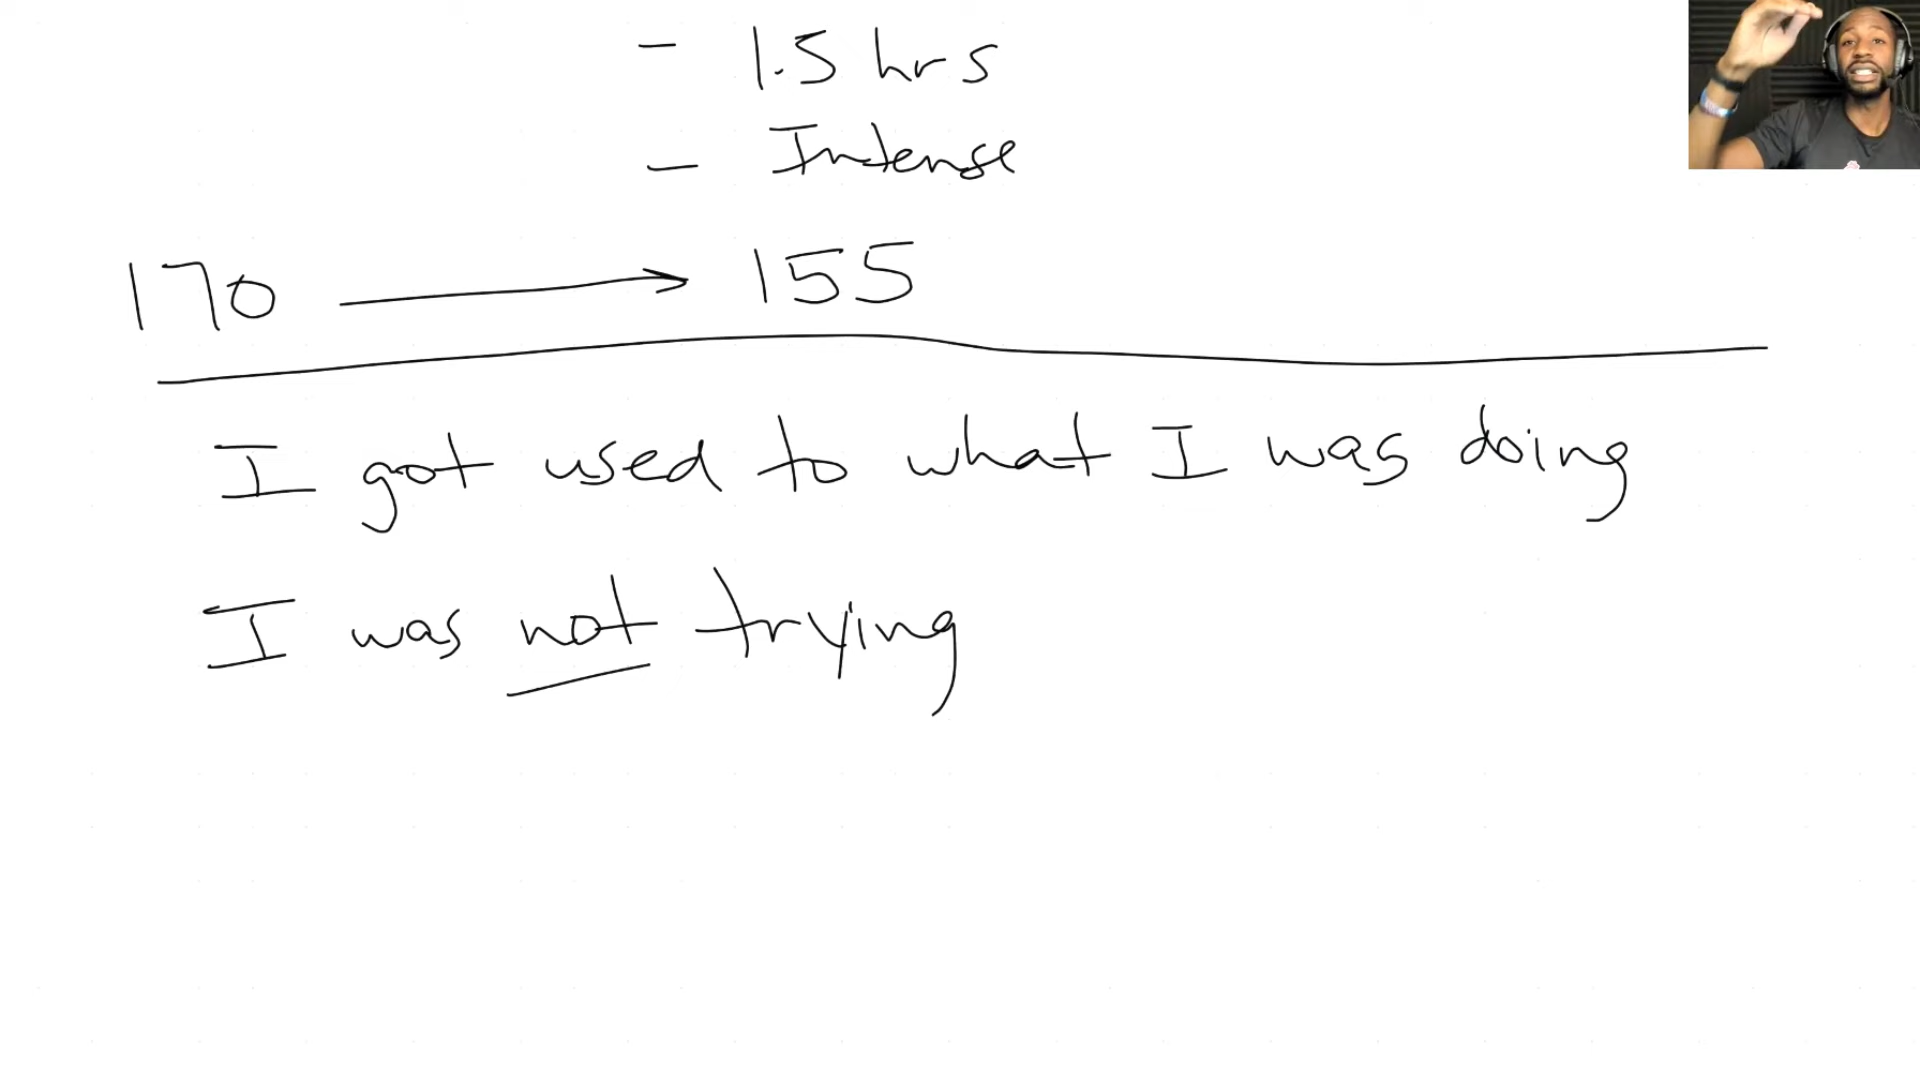 - 1.5 hrs
- Intense
170 → 155
I got used to what I was doing
I was not trying